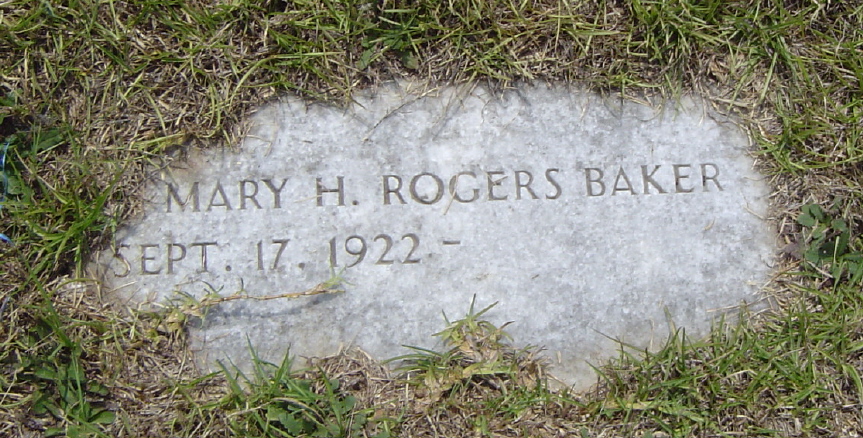 MARY H. ROGERS BAKER
SEPT. 17. 1922 -